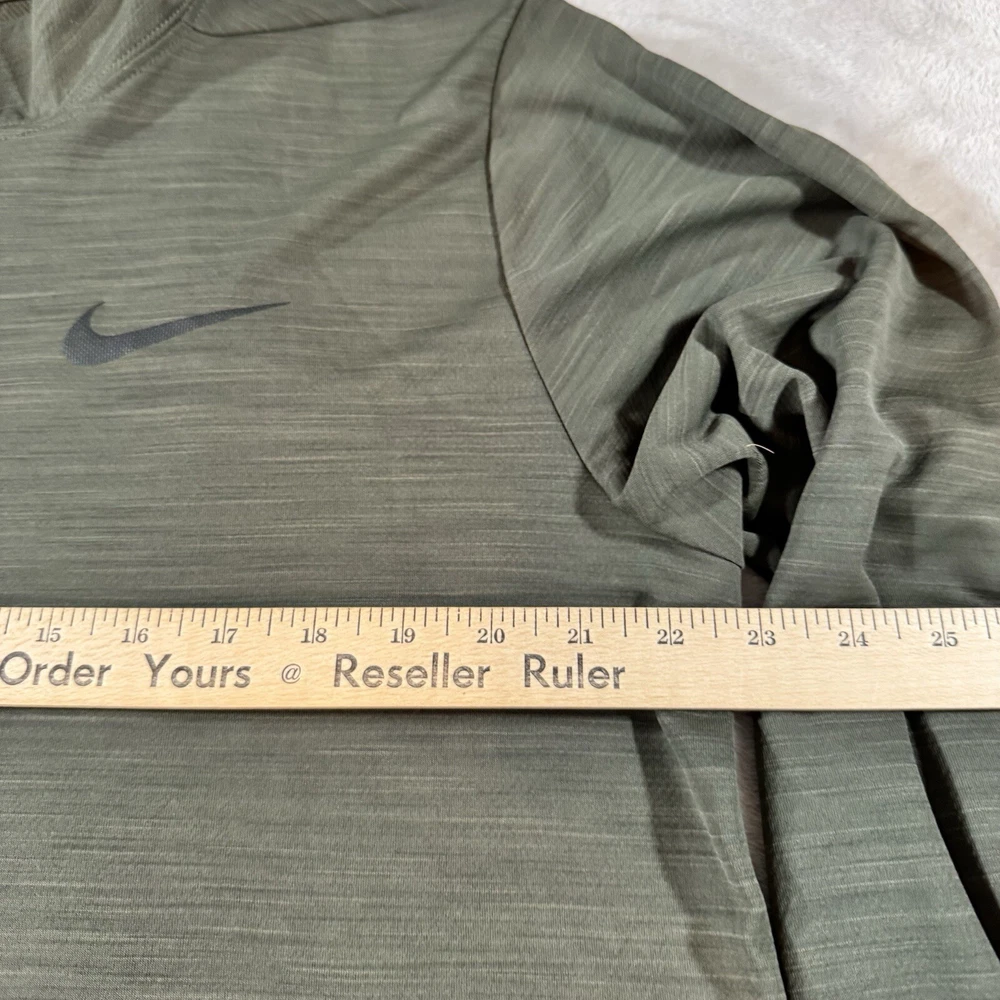 15 16 17 18 19 20 21 22 23 24 25
Order Yours @ Reseller Ruler